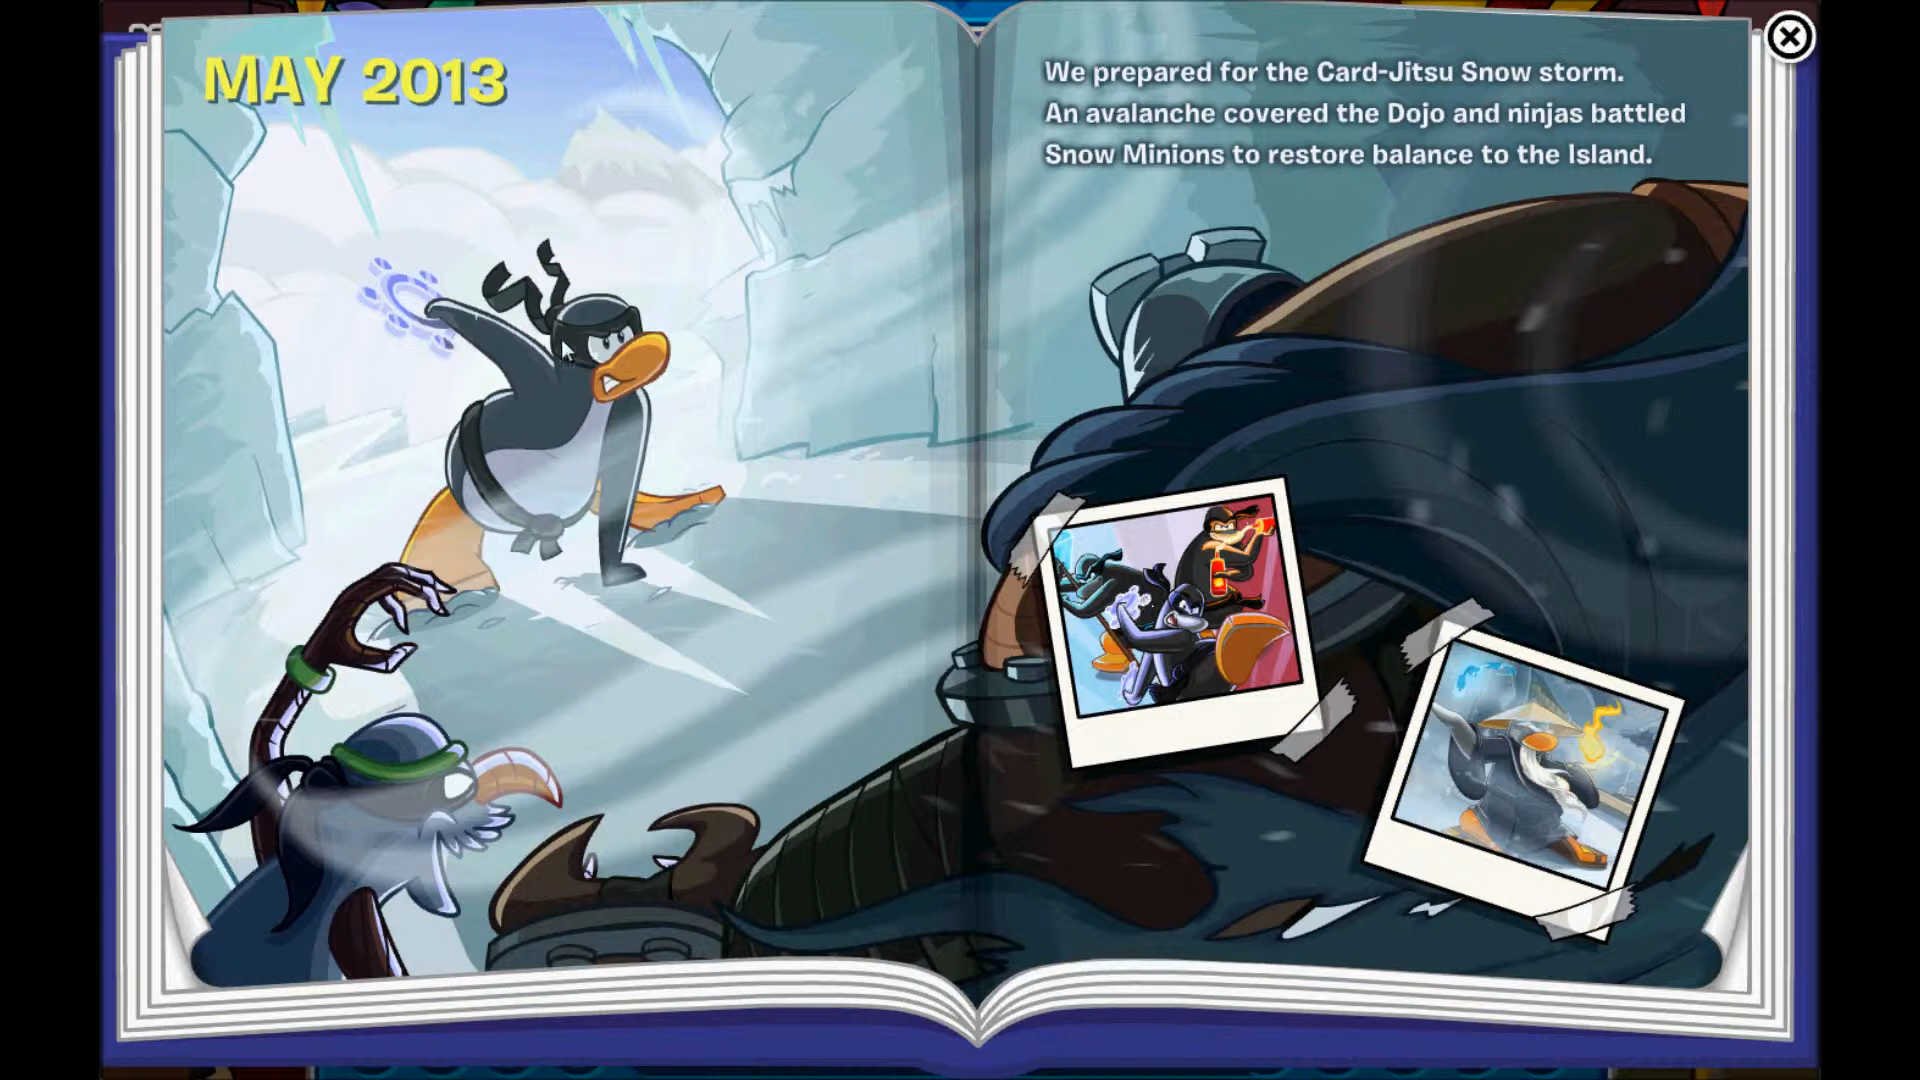 MAY 2013
We prepared for the Card-Jitsu Snow storm.
An avalanche covered the Dojo and ninjas battled
Snow Minions to restore balance to the Island.